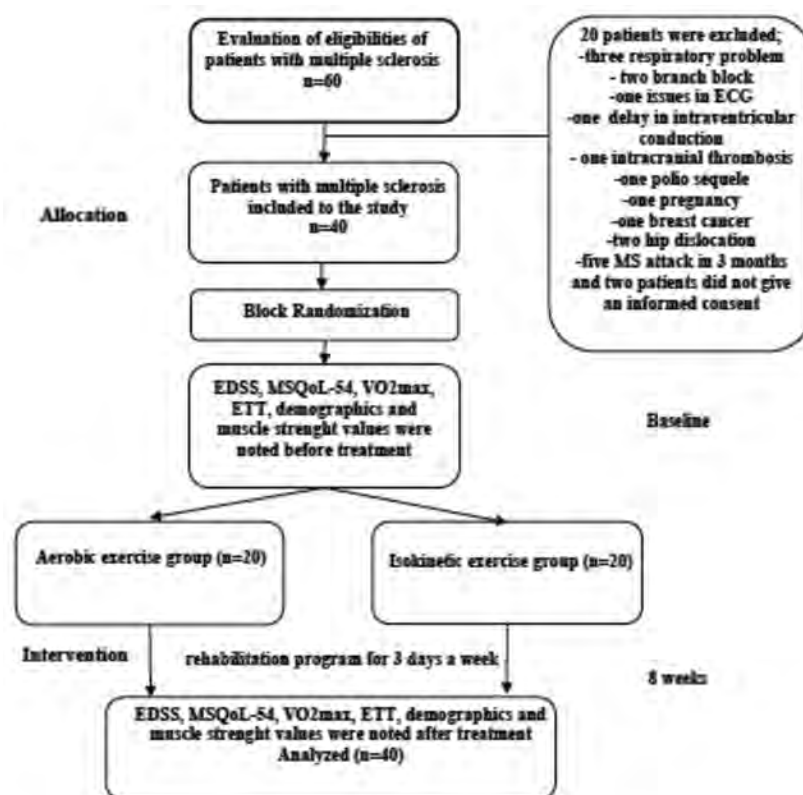 Evaluation of eligibilities of
patients with multiple sclerosis
n=60
20 patients were excluded;
-three respiratory problem
- two branch block
-one issues in ECG
-one delay in intraventricular
conduction
- one intracranial thrombosis
-one polio sequele
-one pregnancy
-one breast cancer
-two hip dislocation
-five MS attack in 3 months
and two patients did not give
an informed consent
Allocation
Patients with multiple sclerosis
included to the study
n=40
Block Randomization
EDSS, MSQoL-54, VO2max,
ETT, demographics and
muscle strenght values were
noted before treatment
Baseline
Aerobic exercise group (n=20)
Isokinetic exercise group (n=20)
Intervention
rehabilitation program for 3 days a week
8 weeks
EDSS, MSQoL-54, VO2max, ETT, demographics and
muscle strenght values were noted after treatment
Analyzed (n=40)